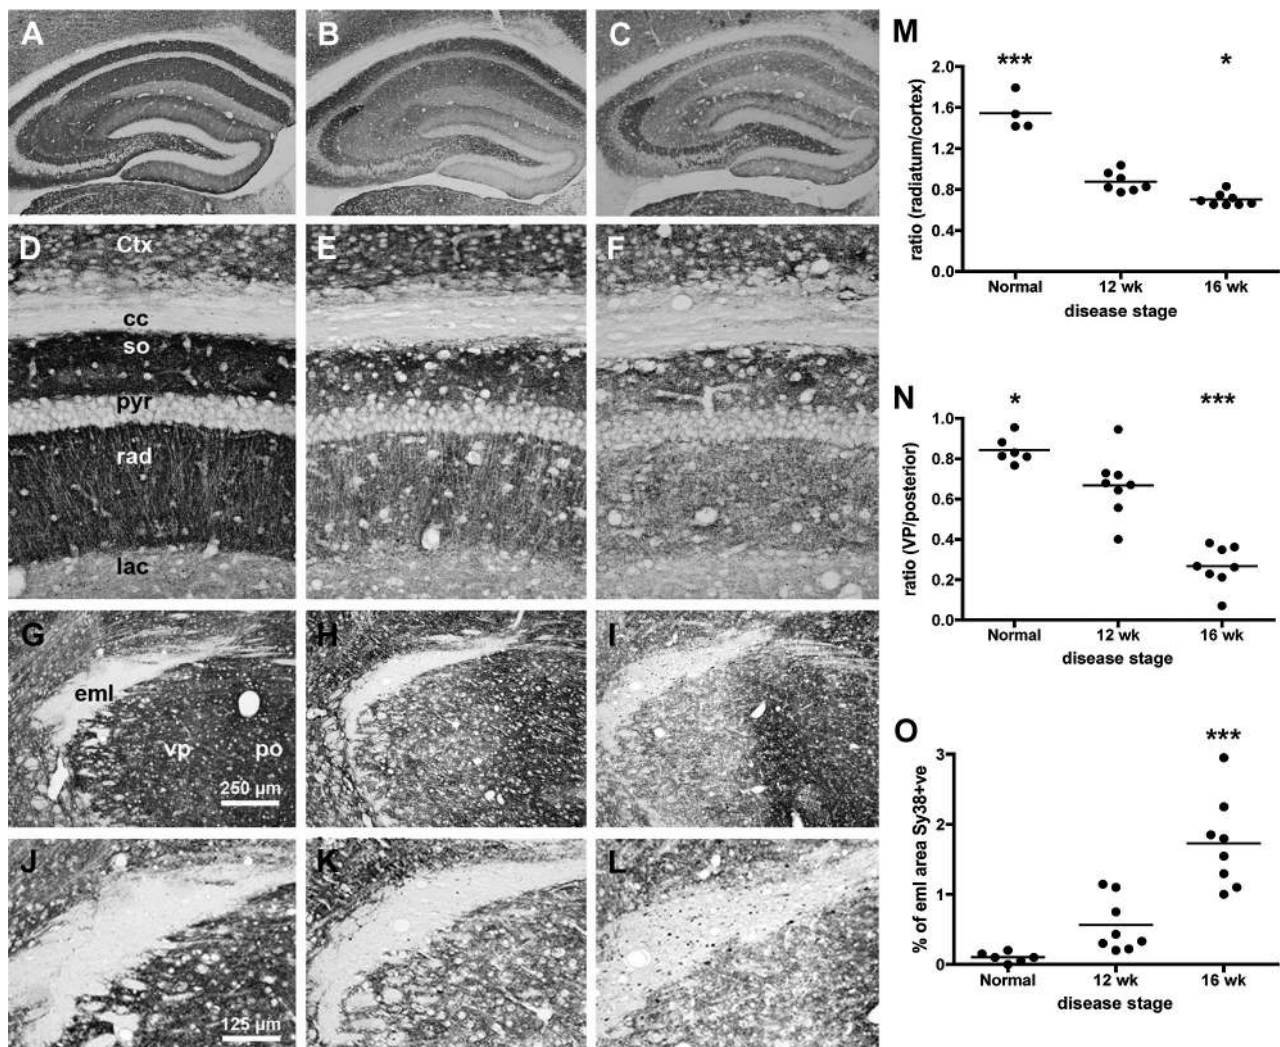 A
B
C
D
Ctx
cc
so
pyr
rad
lac
E
F
G
eml
vp
po
250 µm
H
I
J
125 µm
K
L
M
*** *
2.0
1.6
1.2
0.8
0.4
0.0
ratio (radiatum/cortex)
Normal 12 wk 16 wk
disease stage
N
* ***
1.0
0.8
0.6
0.4
0.2
0.0
ratio (VP/posterior)
Normal 12 wk 16 wk
disease stage
O
***
3
2
1
0
% of eml area Sy38+ve
Normal 12 wk 16 wk
disease stage